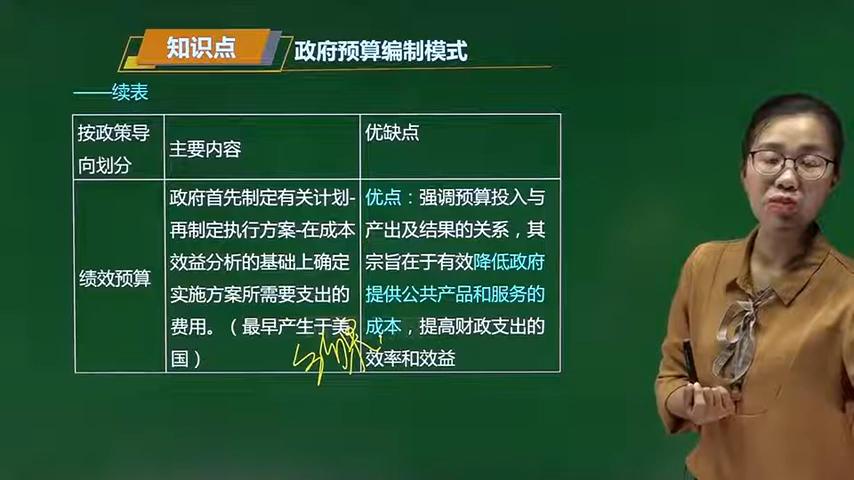 知识点
政府预算编制模式
——续表
按政策导
向划分
主要内容
优缺点
绩效预算
政府首先制定有关计划-
再制定执行方案-在成本
效益分析的基础上确定
实施方案所需要支出的
费用。（最早产生于美
国）
优点：强调预算投入与
产出及结果的关系，其
宗旨在于有效降低政府
提供公共产品和服务的
成本，提高财政支出的
效率和效益